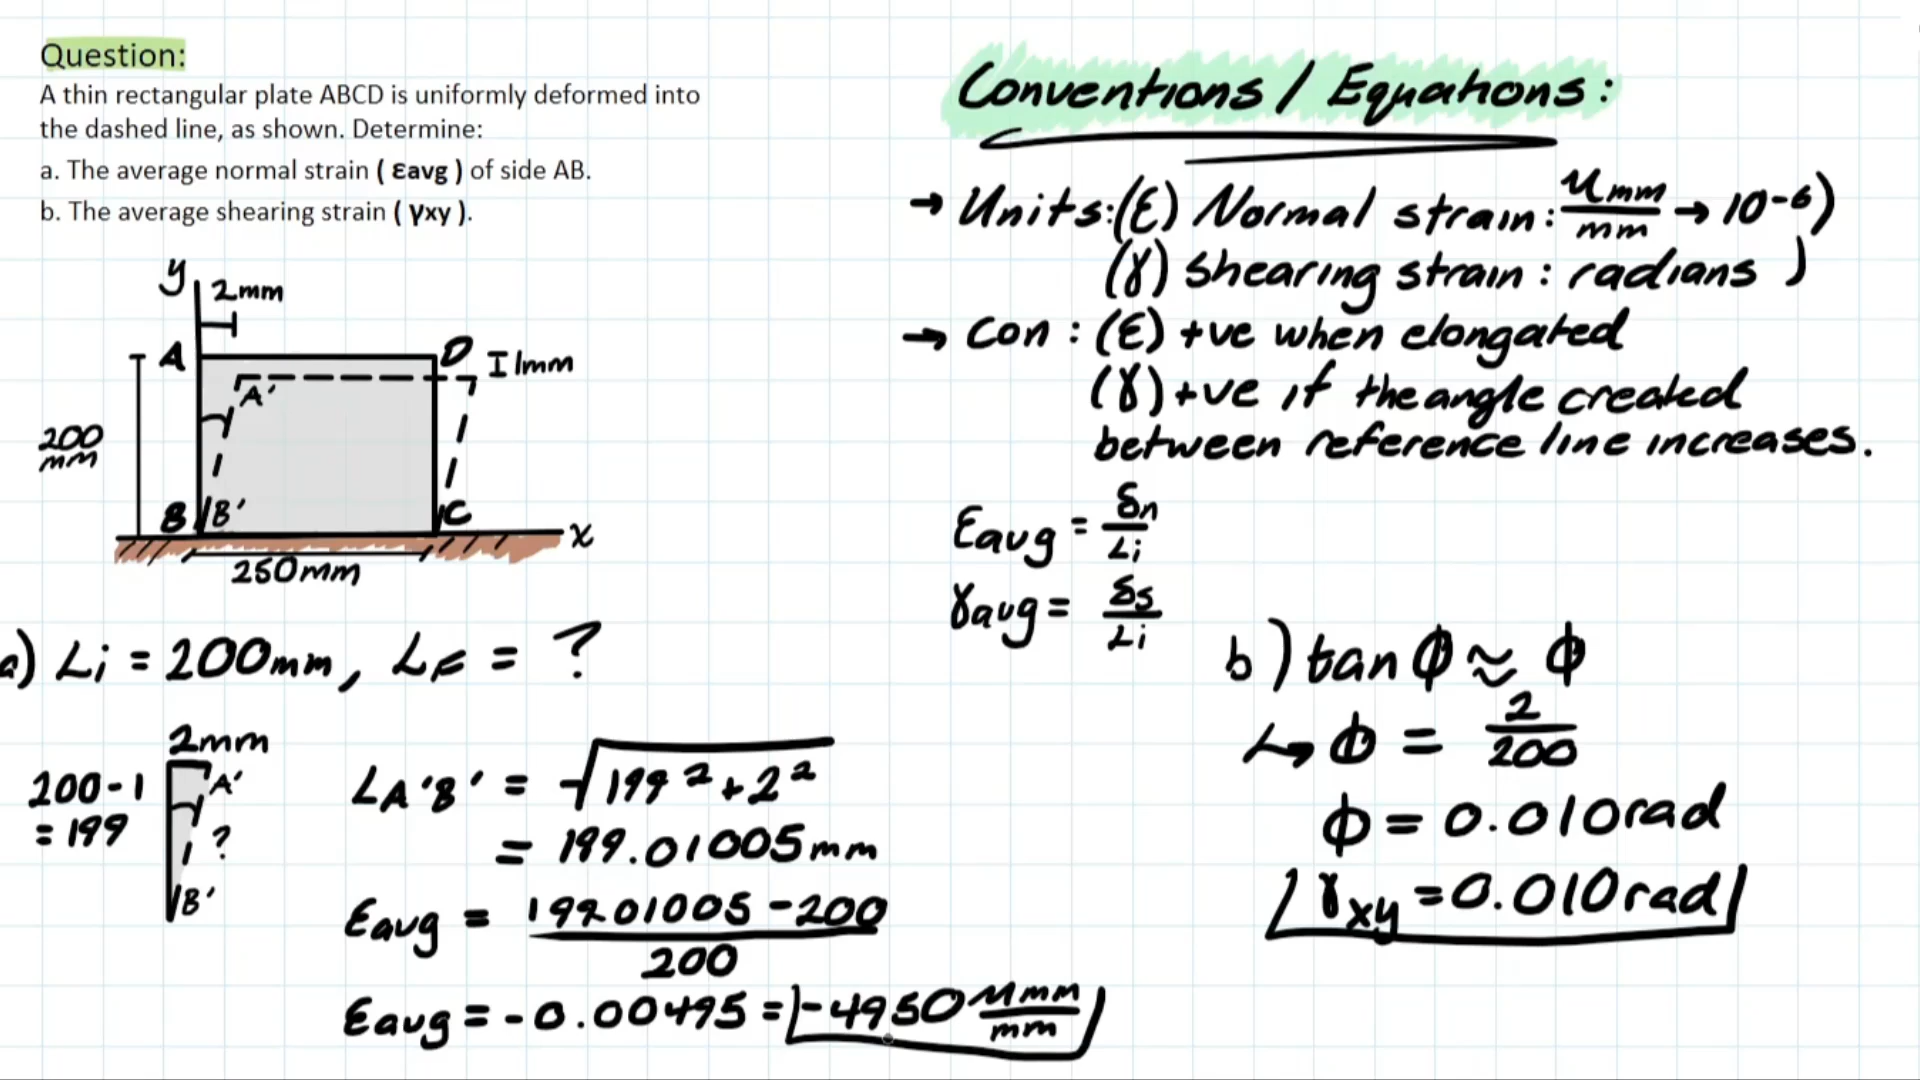 Question:
A thin rectangular plate ABCD is uniformly deformed into
the dashed line, as shown. Determine:
a. The average normal strain ( εavg ) of side AB.
b. The average shearing strain ( γxy ).
y
2mm
A
D
I 1mm
A'
200
mm
B
B'
C
x
250mm
Conventions / Equations:
→ Units: (ε) Normal strain: μmm/mm → 10⁻⁶)
(γ) shearing strain: radians )
→ Con: (ε) +ve when elongated
(γ) +ve if the angle created
between reference line increases.
εavg = δn/Li
γavg = δs/Li
a) Li = 200mm, LF = ?
2mm
200-1
= 199
A'
?
B'
LA'B' = √199² + 2²
= 199.01005mm
εavg = 199.01005 - 200
200
εavg = -0.00495 = -4950 μmm/mm
b) tan ϕ ≈ ϕ
↳ ϕ = 2/200
ϕ = 0.010rad
γxy = 0.010rad